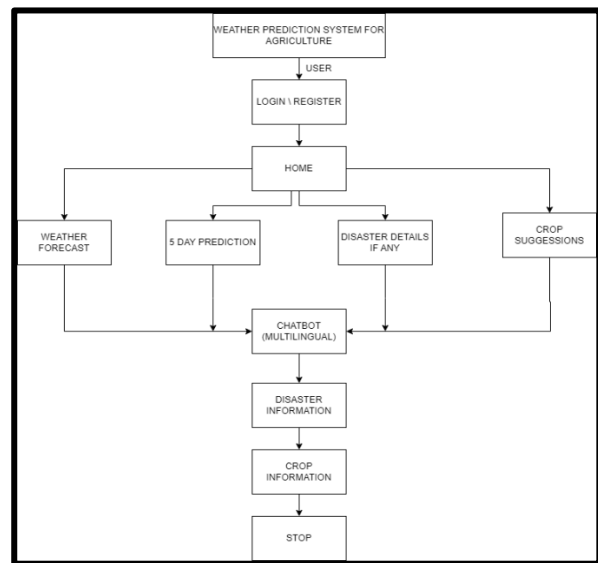 WEATHER PREDICTION SYSTEM FOR
AGRICULTURE
USER
LOGIN \ REGISTER
HOME
WEATHER
FORECAST
5 DAY PREDICTION
DISASTER DETAILS
IF ANY
CROP
SUGGESSIONS
CHATBOT
(MULTILINGUAL)
DISASTER
INFORMATION
CROP
INFORMATION
STOP